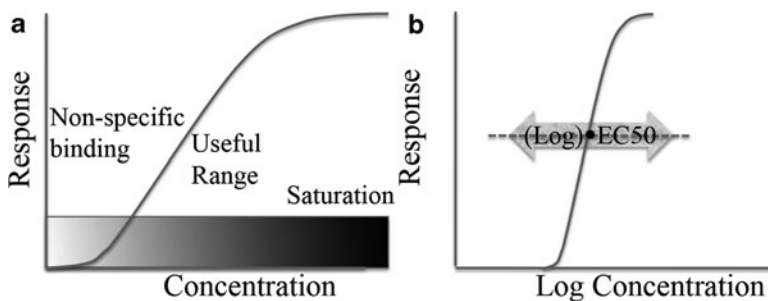 a
Response
Non-specific
binding
Useful
Range
Saturation
Concentration
b
Response
(Log) EC50
Log Concentration